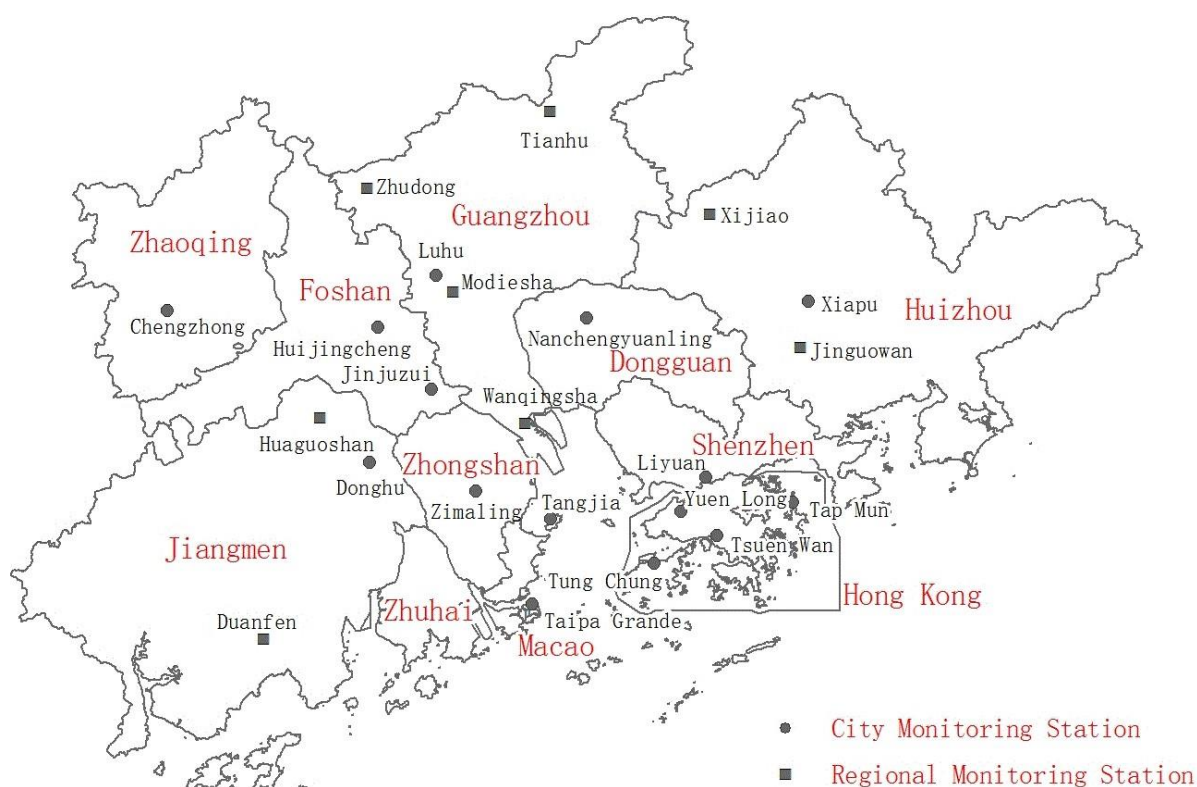 Tianhu
Zhudong
Guangzhou
Xijiao
Zhaoqing
Luhu
Modiesha
Foshan
Xiapu
Huizhou
Chengzhong
Huijingcheng
Nanchengyuanling
Jinguowan
Dongguan
Jinjuzui
Wanqingsha
Huaguoshan
Shenzhen
Zhongshan
Liyuan
Donghu
Zimaling
Tangjia
Yuen Long
Tap Mun
Jiangmen
Tsuen Wan
Tung Chung
Hong Kong
Zhuhai
Duanfen
Taipa Grande
Macao
City Monitoring Station
Regional Monitoring Station